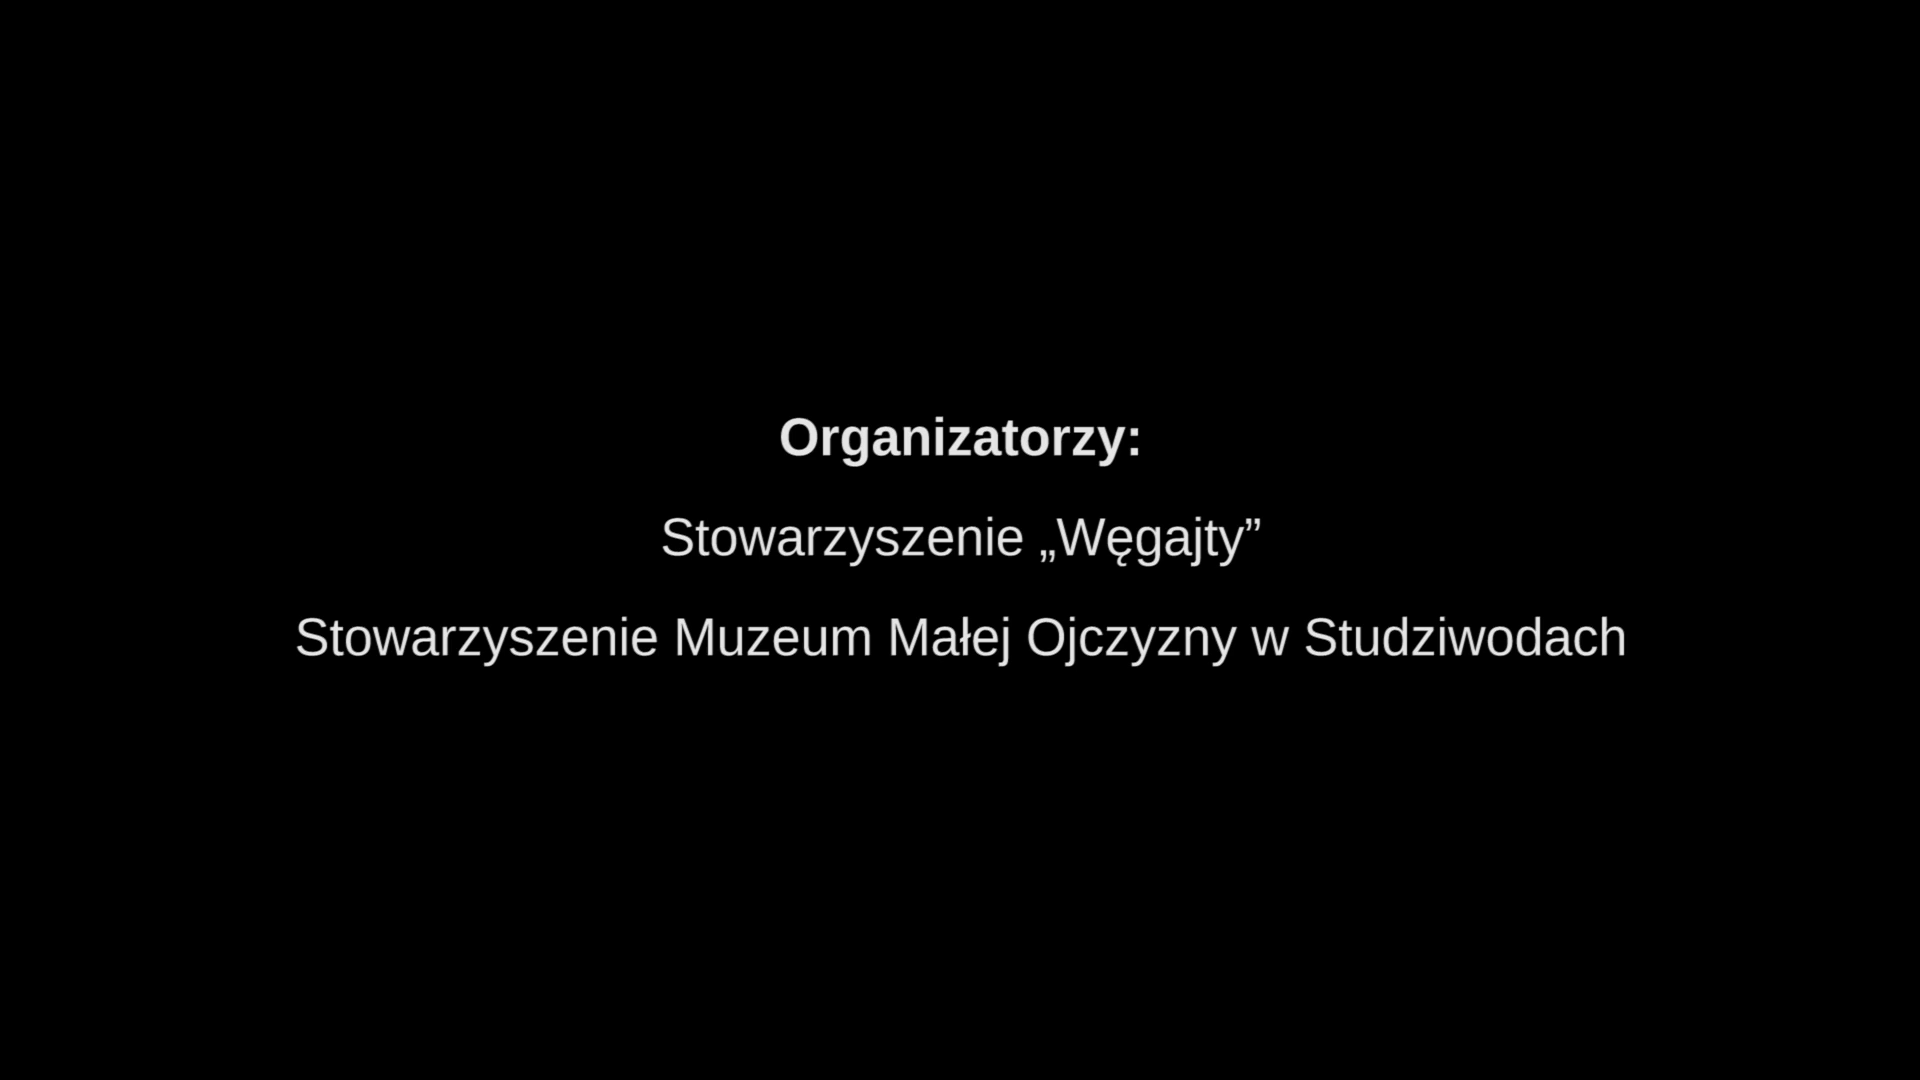 Organizatorzy:
Stowarzyszenie „Węgajty”
Stowarzyszenie Muzeum Małej Ojczyzny w Studziwodach